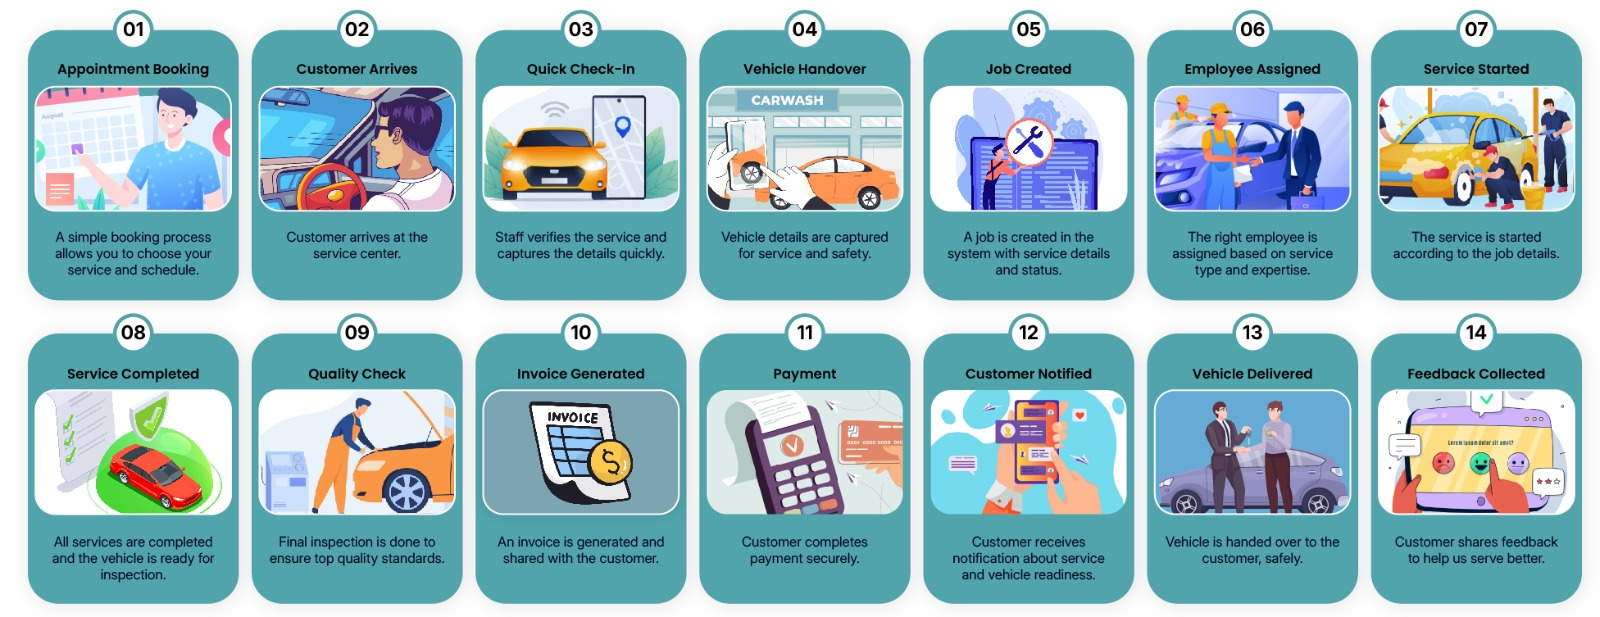 01
Appointment Booking
August
A simple booking process
allows you to choose your
service and schedule.
02
Customer Arrives
Customer arrives at the
service center.
03
Quick Check-In
Staff verifies the service and
captures the details quickly.
04
Vehicle Handover
CARWASH
Vehicle details are captured
for service and safety.
05
Job Created
A job is created in the
system with service details
and status.
06
Employee Assigned
The right employee is
assigned based on service
type and expertise.
07
Service Started
The service is started
according to the job details.
08
Service Completed
All services are completed
and the vehicle is ready for
inspection.
09
Quality Check
Final inspection is done to
ensure top quality standards.
10
Invoice Generated
INVOICE
$
An invoice is generated and
shared with the customer.
11
Payment
Customer completes
payment securely.
12
Customer Notified
Customer receives
notification about service
and vehicle readiness.
13
Vehicle Delivered
Vehicle is handed over to the
customer, safely.
14
Feedback Collected
Lorem ipsum dolor sit amet?
Customer shares feedback
to help us serve better.